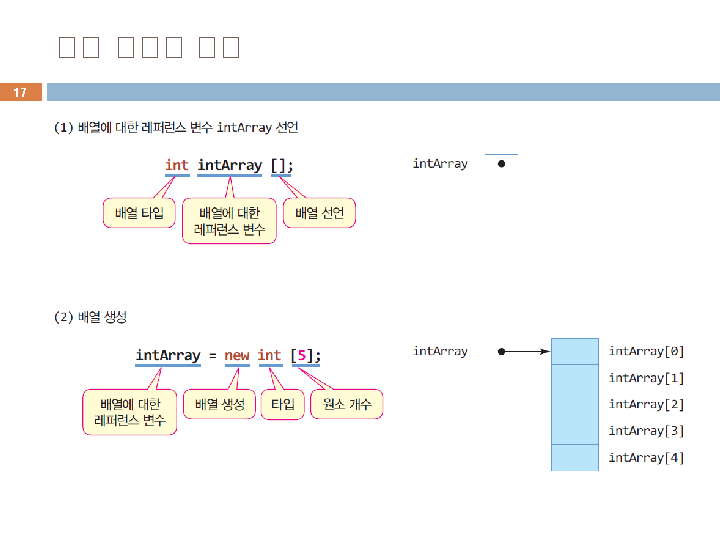 17
(1) 배열에 대한 레퍼런스 변수 intArray 선언
int intArray [];
intArray
배열 타입
배열에 대한
레퍼런스 변수
배열 선언
(2) 배열 생성
intArray = new int [5];
intArray
배열에 대한
레퍼런스 변수
배열 생성
타입
원소 개수
intArray[0]
intArray[1]
intArray[2]
intArray[3]
intArray[4]